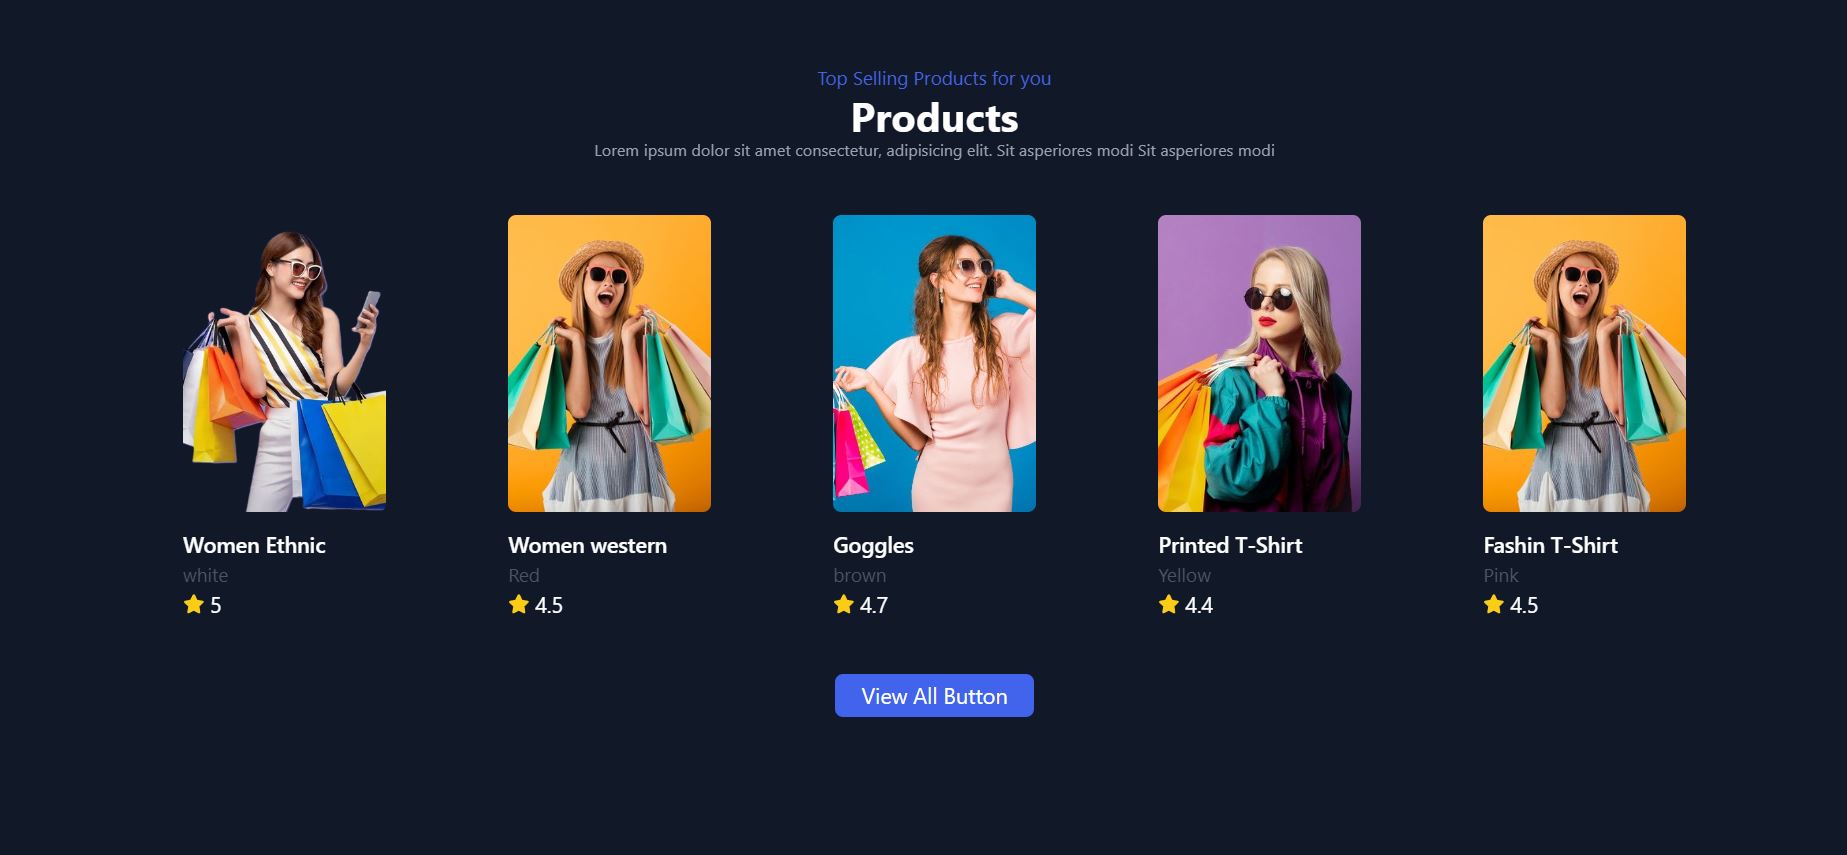 Top Selling Products for you
Products
Lorem ipsum dolor sit amet consectetur, adipisicing elit. Sit asperiores modi Sit asperiores modi
Women Ethnic
white
5
Women western
Red
4.5
Goggles
brown
4.7
Printed T-Shirt
Yellow
4.4
Fashin T-Shirt
Pink
4.5
View All Button